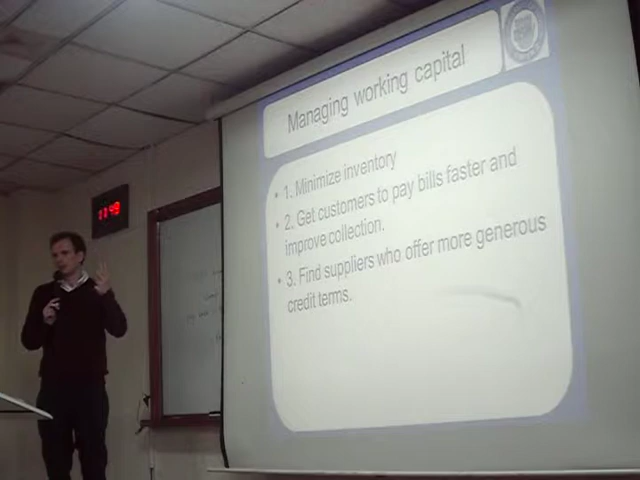 Managing working capital
• 1. Minimize inventory
• 2. Get customers to pay bills faster and
improve collection.
• 3. Find suppliers who offer more generous
credit terms.